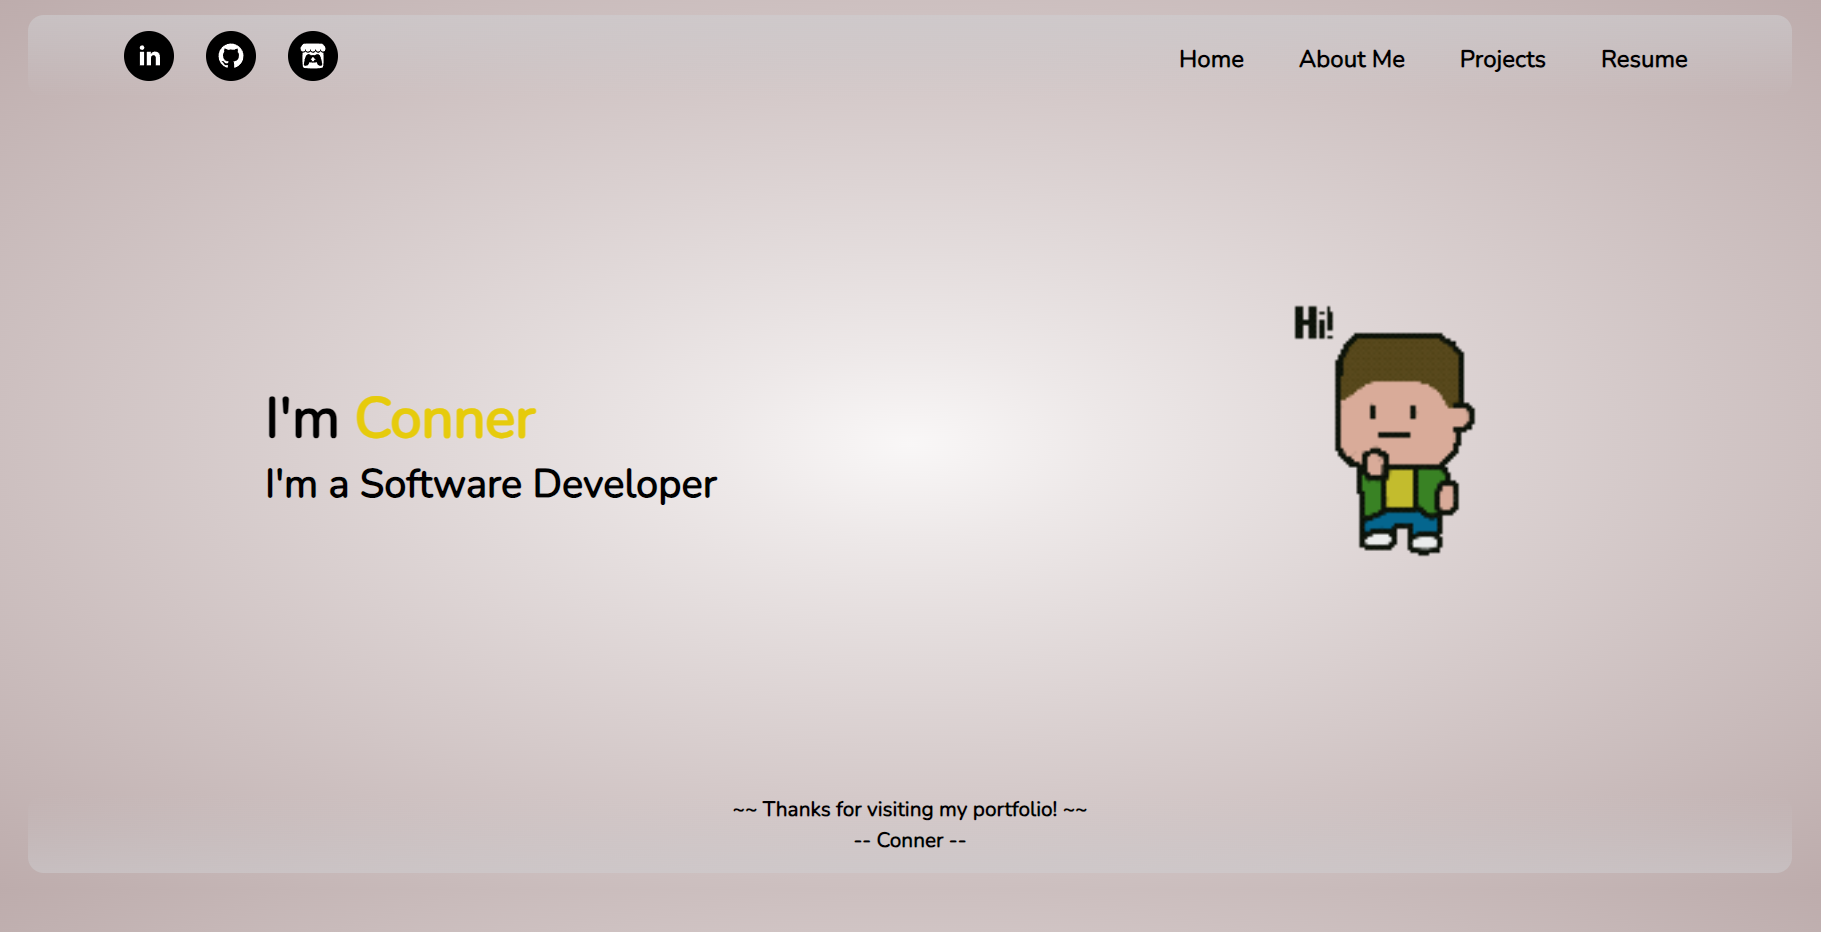 in
Home About Me Projects Resume
Hi!
I'm Conner
I'm a Software Developer
~~ Thanks for visiting my portfolio! ~~
-- Conner --